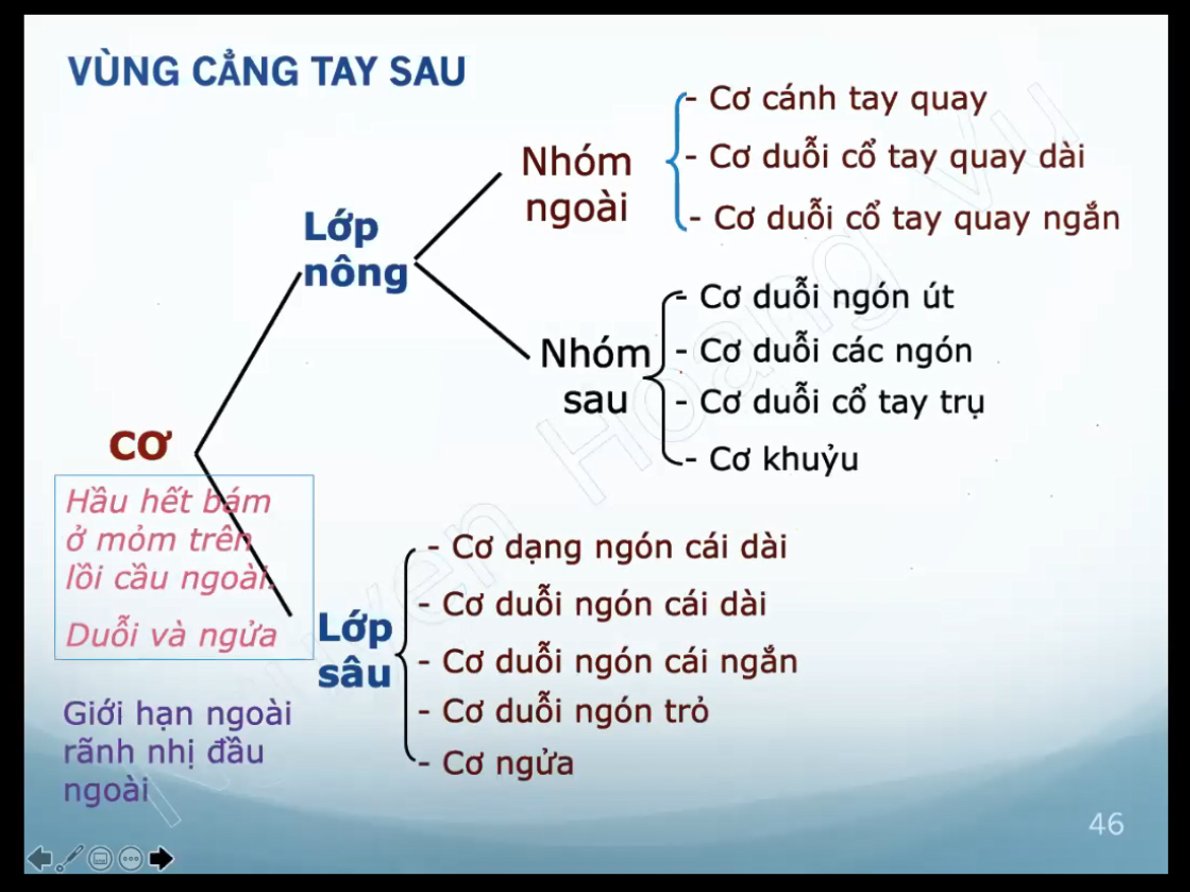 VÙNG CẲNG TAY SAU
- Cơ cánh tay quay
Nhóm
ngoài
- Cơ duỗi cổ tay quay dài
- Cơ duỗi cổ tay quay ngắn
Lớp
nông
- Cơ duỗi ngón út
Nhóm
sau
- Cơ duỗi các ngón
- Cơ duỗi cổ tay trụ
- Cơ khuỷu
CƠ
Hầu hết bám
ở mỏm trên
lồi cầu ngoài.
Duỗi và ngửa
- Cơ dạng ngón cái dài
- Cơ duỗi ngón cái dài
Lớp
sâu
- Cơ duỗi ngón cái ngắn
- Cơ duỗi ngón trỏ
- Cơ ngửa
Giới hạn ngoài
rãnh nhị đầu
ngoài
46
Hoang Vu